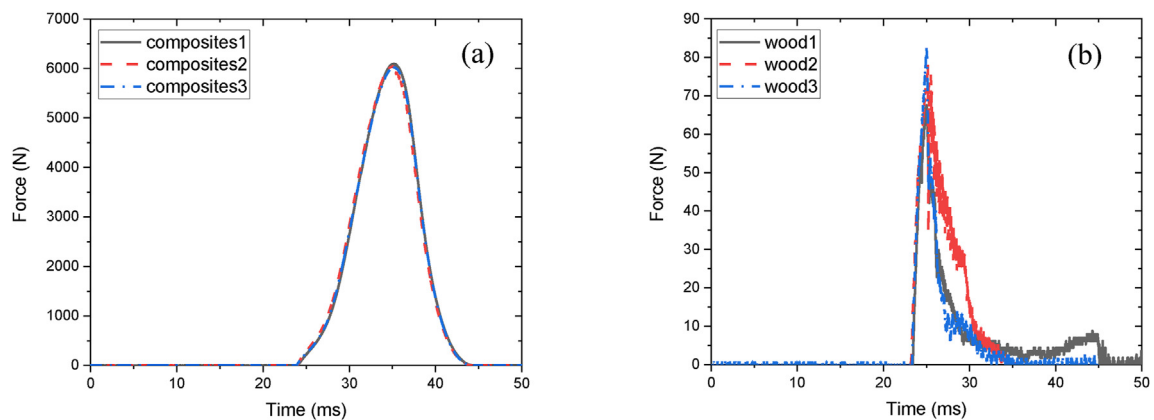 7000
6000
5000
4000
3000
2000
1000
0
Force (N)
composites1
composites2
composites3
(a)
0 10 20 30 40 50
Time (ms)
90
80
70
60
50
40
30
20
10
0
Force (N)
wood1
wood2
wood3
(b)
0 10 20 30 40 50
Time (ms)